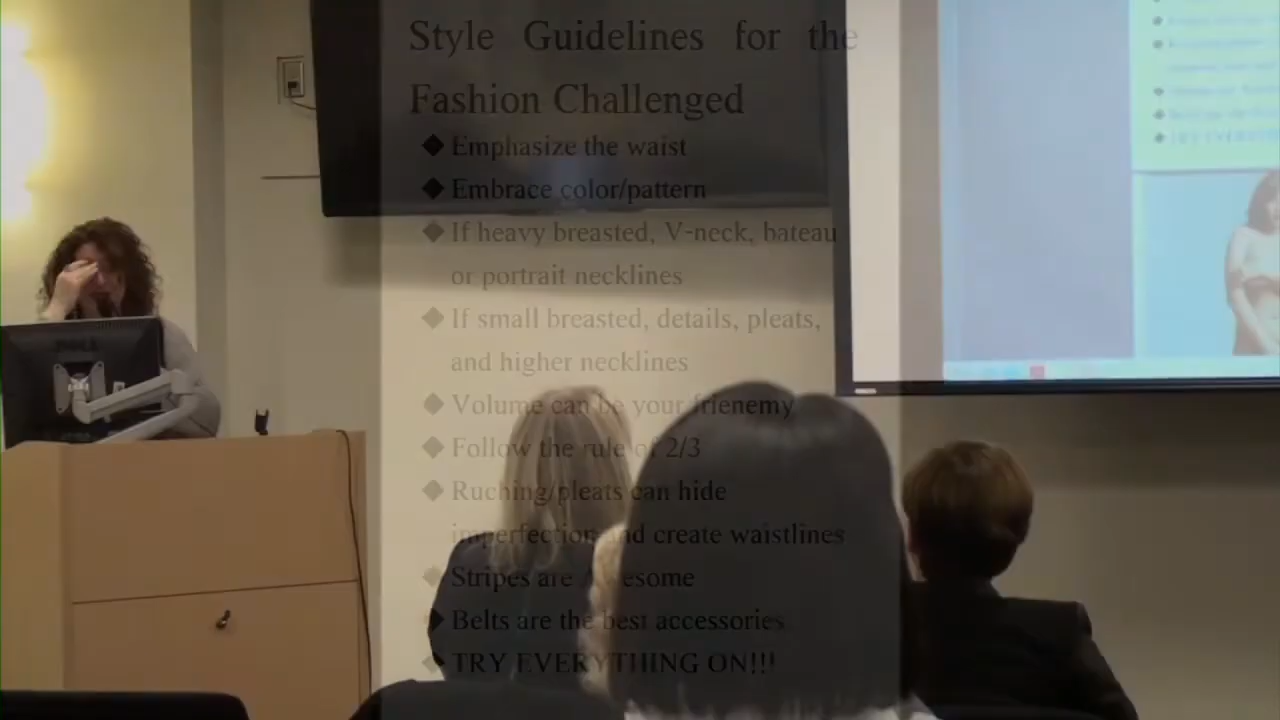 Style Guidelines for the
Fashion Challenged
Emphasize the waist
Embrace color/pattern
If heavy breasted, V-neck, bateau
or portrait necklines
If small breasted, details, pleats,
and higher necklines
Volume can be your frienemy
Follow the rule of 2/3
Ruching/pleats can hide
imperfection and create waistlines
Stripes are Awesome
Belts are the best accessories
TRY EVERYTHING ON!!!